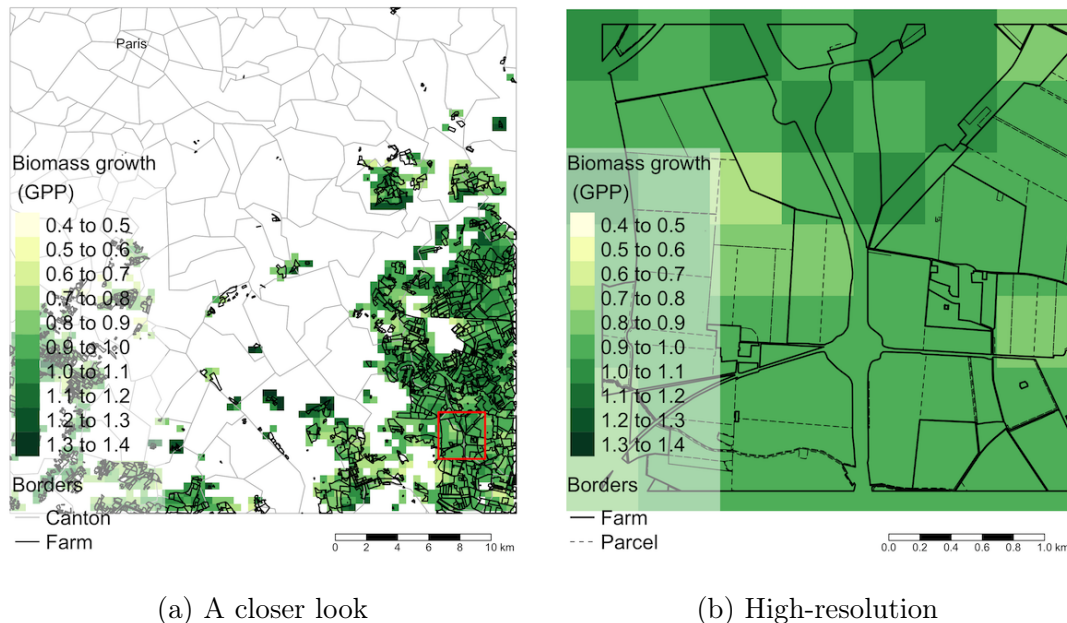 Paris
Biomass growth
(GPP)
0.4 to 0.5
0.5 to 0.6
0.6 to 0.7
0.7 to 0.8
0.8 to 0.9
0.9 to 1.0
1.0 to 1.1
1.1 to 1.2
1.2 to 1.3
1.3 to 1.4
Borders
Canton
Farm
0 2 4 6 8 10 km
(a) A closer look
Biomass growth
(GPP)
0.4 to 0.5
0.5 to 0.6
0.6 to 0.7
0.7 to 0.8
0.8 to 0.9
0.9 to 1.0
1.0 to 1.1
1.1 to 1.2
1.2 to 1.3
1.3 to 1.4
Borders
Farm
Parcel
0.0 0.2 0.4 0.6 0.8 1.0 km
(b) High-resolution